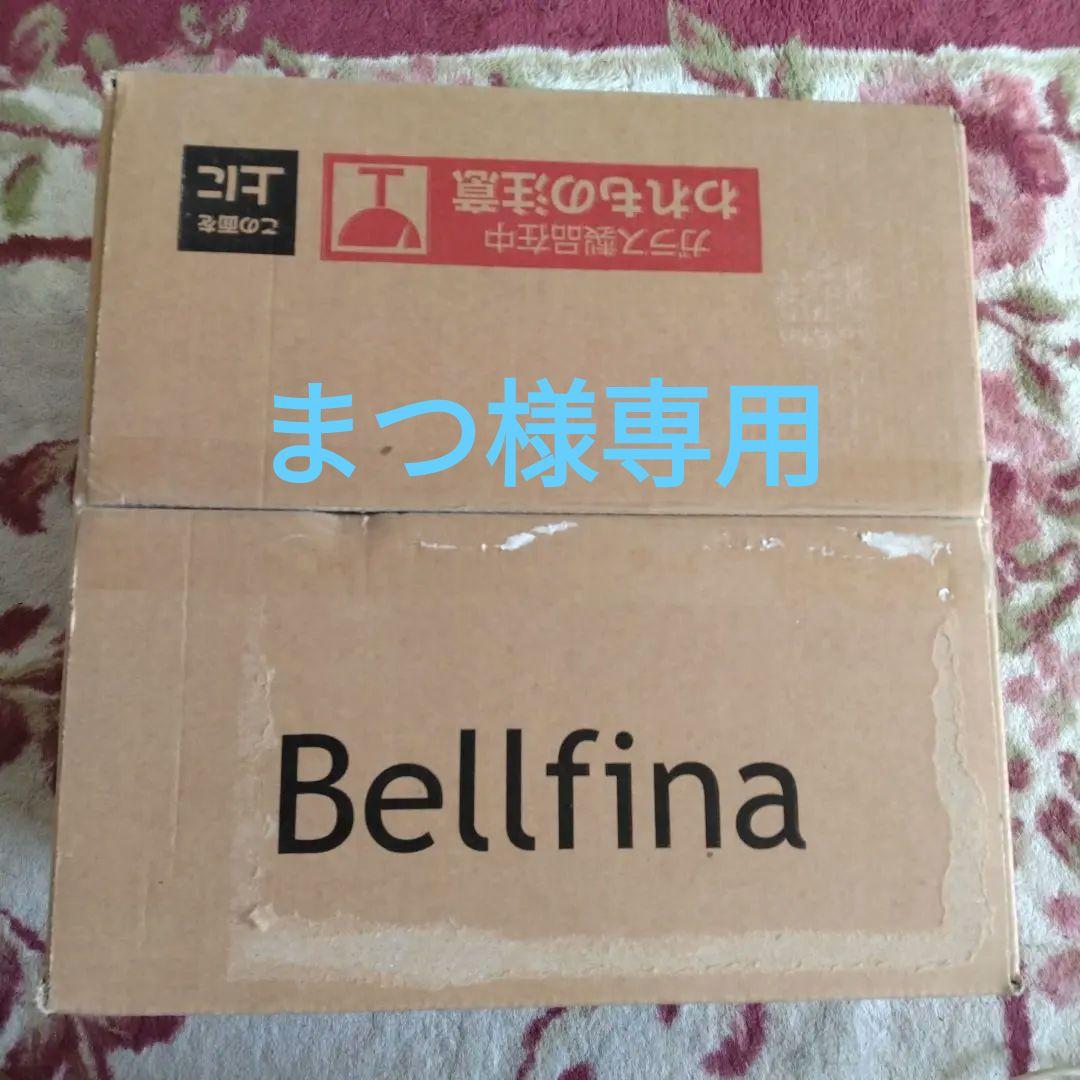 この面を
上に
ガラス製品在中
われもの注意
まつ様専用
Bellfina